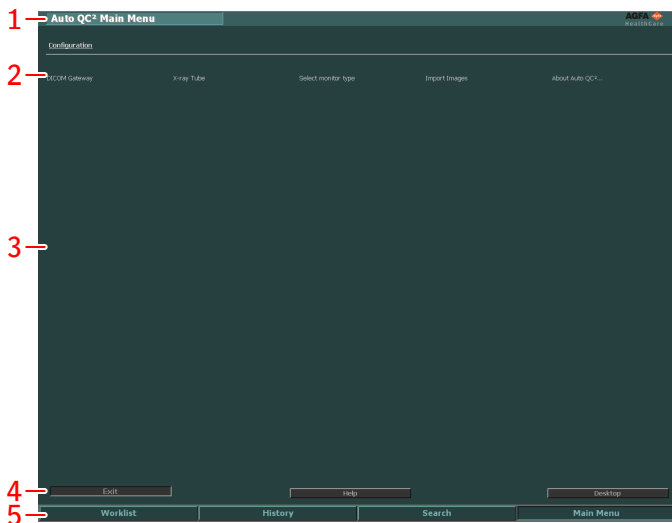 1 Auto QC² Main Menu AGFA
HealthCare
Configuration
2 DICOM Gateway X-ray Tube Select monitor type Import Images About Auto QC²...
3
4 Exit Help Desktop
5 Worklist History Search Main Menu